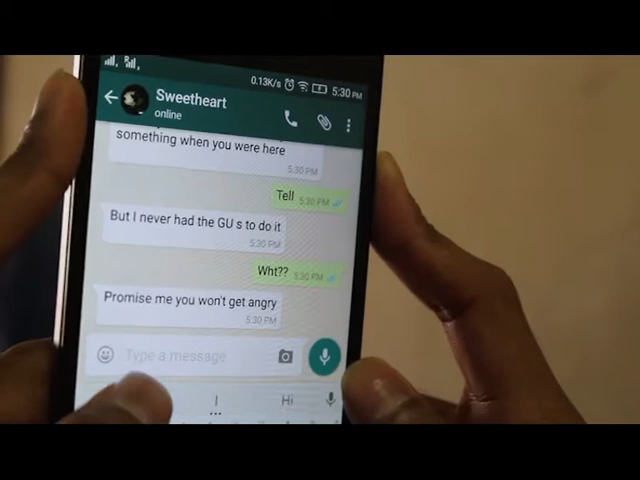 0.13K/s 5:30 PM
Sweetheart
online
something when you were here
5:30 PM
Tell 5:30 PM
But I never had the GU s to do it
5:30 PM
Wht?? 5:30 PM
Promise me you won't get angry
5:30 PM
Type a message
I
Hi